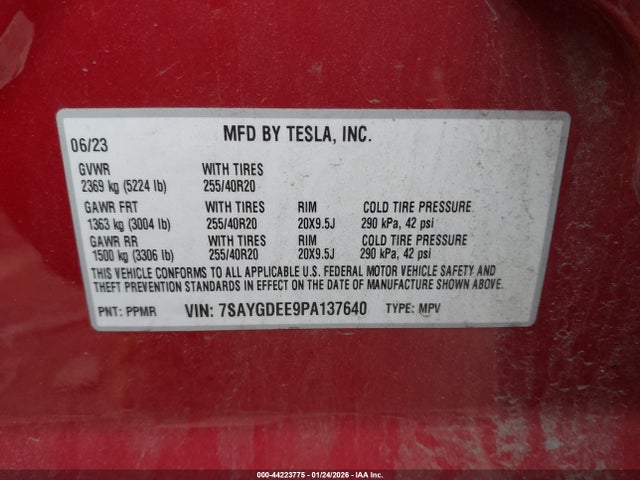 06/23 MFD BY TESLA, INC.
GVWR WITH TIRES
2369 kg (5224 lb) 255/40R20
GAWR FRT WITH TIRES RIM COLD TIRE PRESSURE
1363 kg (3004 lb) 255/40R20 20X9.5J 290 kPa, 42 psi
GAWR RR WITH TIRES RIM COLD TIRE PRESSURE
1500 kg (3306 lb) 255/40R20 20X9.5J 290 kPa, 42 psi
THIS VEHICLE CONFORMS TO ALL APPLICABLE U.S. FEDERAL MOTOR VEHICLE SAFETY AND
THEFT PREVENTION STANDARDS IN EFFECT ON THE DATE OF MANUFACTURE SHOWN ABOVE.
PNT: PPMR VIN: 7SAYGDEE9PA137640 TYPE: MPV
000-44223775 - 01/24/2026 - IAA Inc.